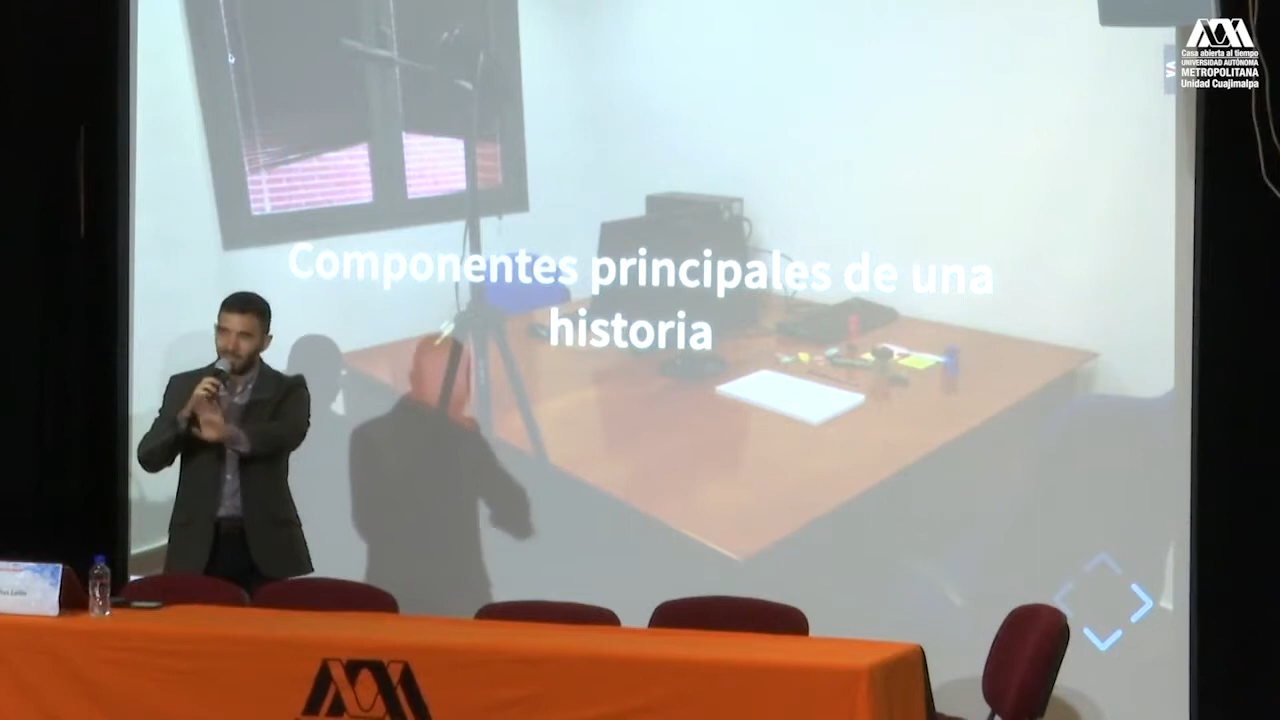 Casa abierta al tiempo
UNIVERSIDAD AUTÓNOMA
METROPOLITANA
Unidad Cuajimalpa
Componentes principales de una
historia